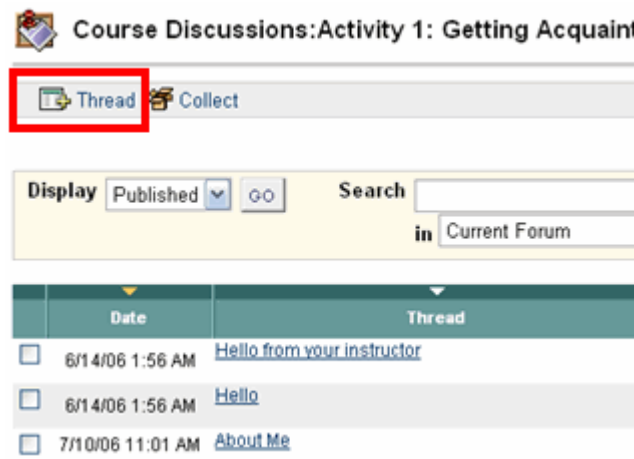 Course Discussions:Activity 1: Getting Acquaint
Thread Collect
Display Published GO Search
in Current Forum
Date Thread
6/14/06 1:56 AM Hello from your instructor
6/14/06 1:56 AM Hello
7/10/06 11:01 AM About Me